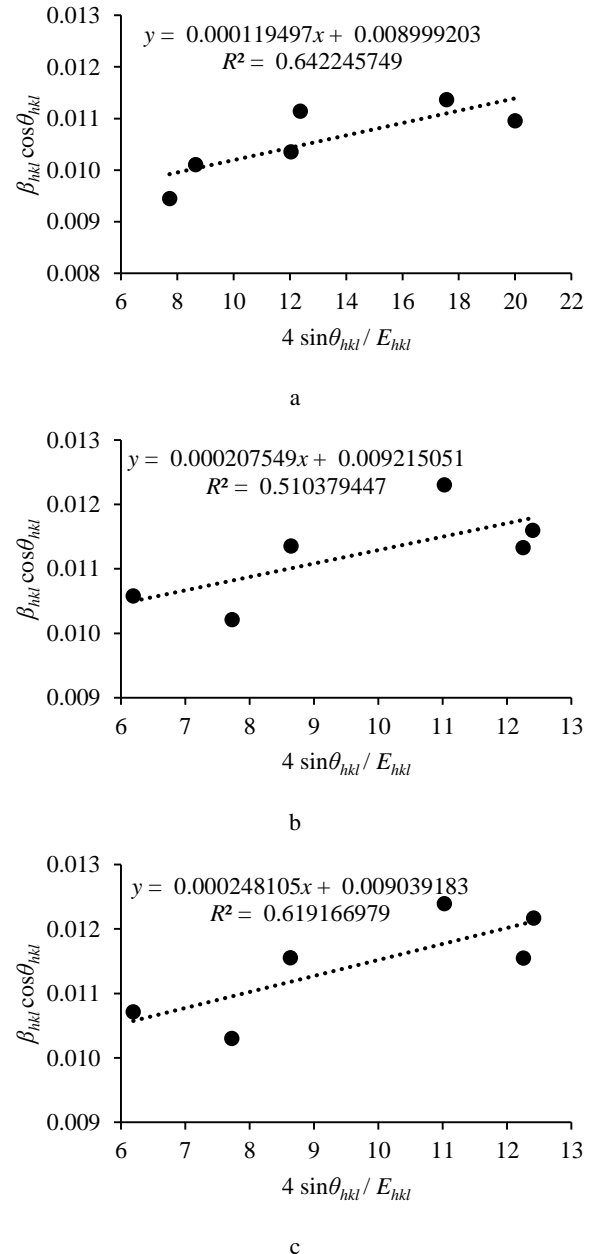 0.013
0.012
0.011
0.010
0.009
0.008
y = 0.000119497x + 0.008999203
R² = 0.642245749
β_hkl cosθ_hkl
6 8 10 12 14 16 18 20 22
4 sinθ_hkl / E_hkl
a
0.013
0.012
0.011
0.010
0.009
y = 0.000207549x + 0.009215051
R² = 0.510379447
β_hkl cosθ_hkl
6 7 8 9 10 11 12 13
4 sinθ_hkl / E_hkl
b
0.013
0.012
0.011
0.010
0.009
y = 0.000248105x + 0.009039183
R² = 0.619166979
β_hkl cosθ_hkl
6 7 8 9 10 11 12 13
4 sinθ_hkl / E_hkl
c